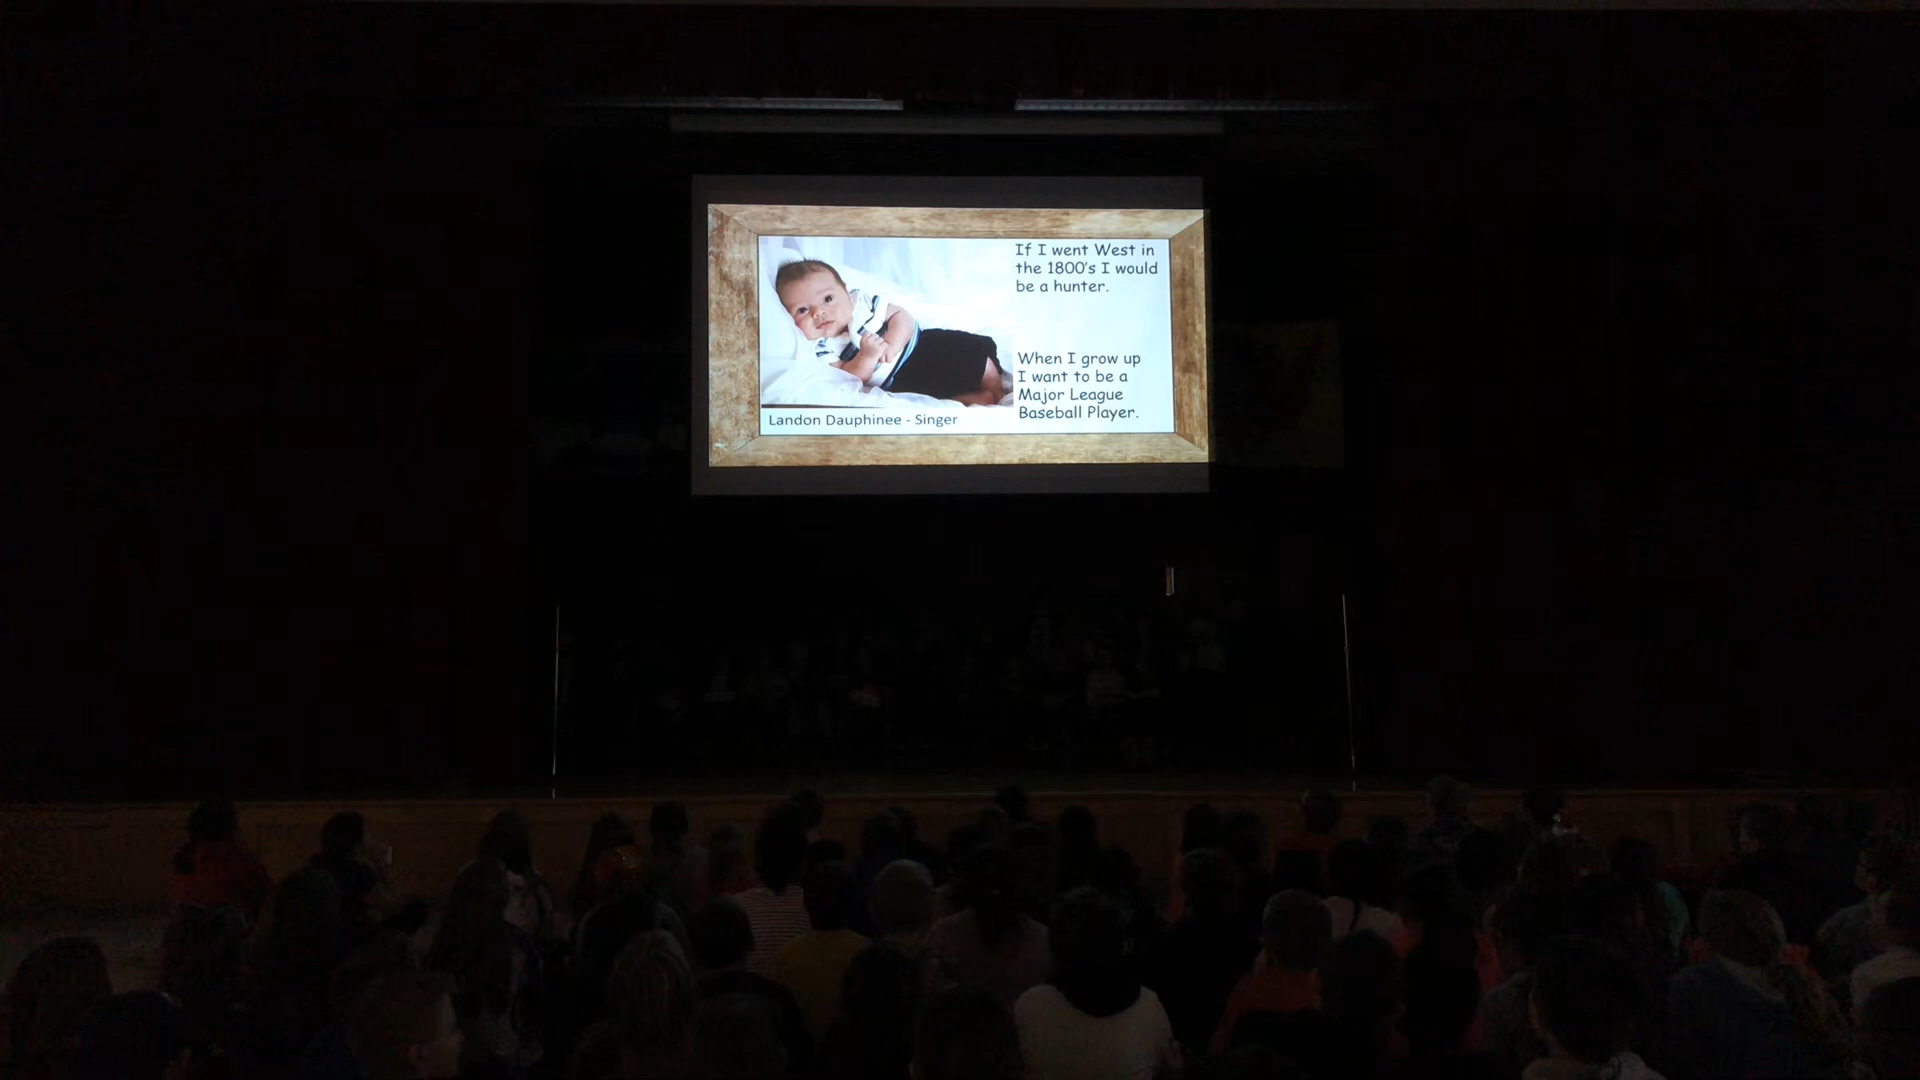 If I went West in
the 1800's I would
be a hunter.
When I grow up
I want to be a
Major League
Baseball Player.
Landon Dauphinee - Singer